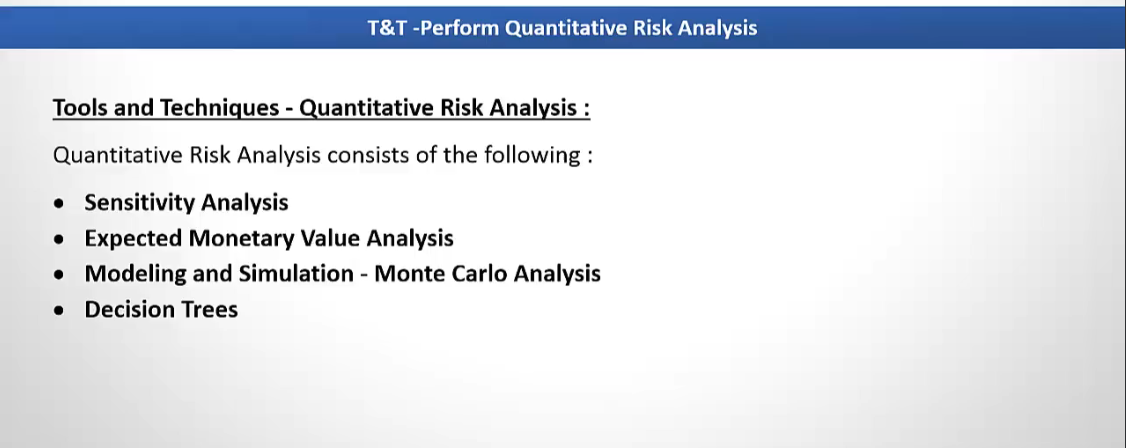 T&T -Perform Quantitative Risk Analysis
Tools and Techniques - Quantitative Risk Analysis :
Quantitative Risk Analysis consists of the following :
• Sensitivity Analysis
• Expected Monetary Value Analysis
• Modeling and Simulation - Monte Carlo Analysis
• Decision Trees